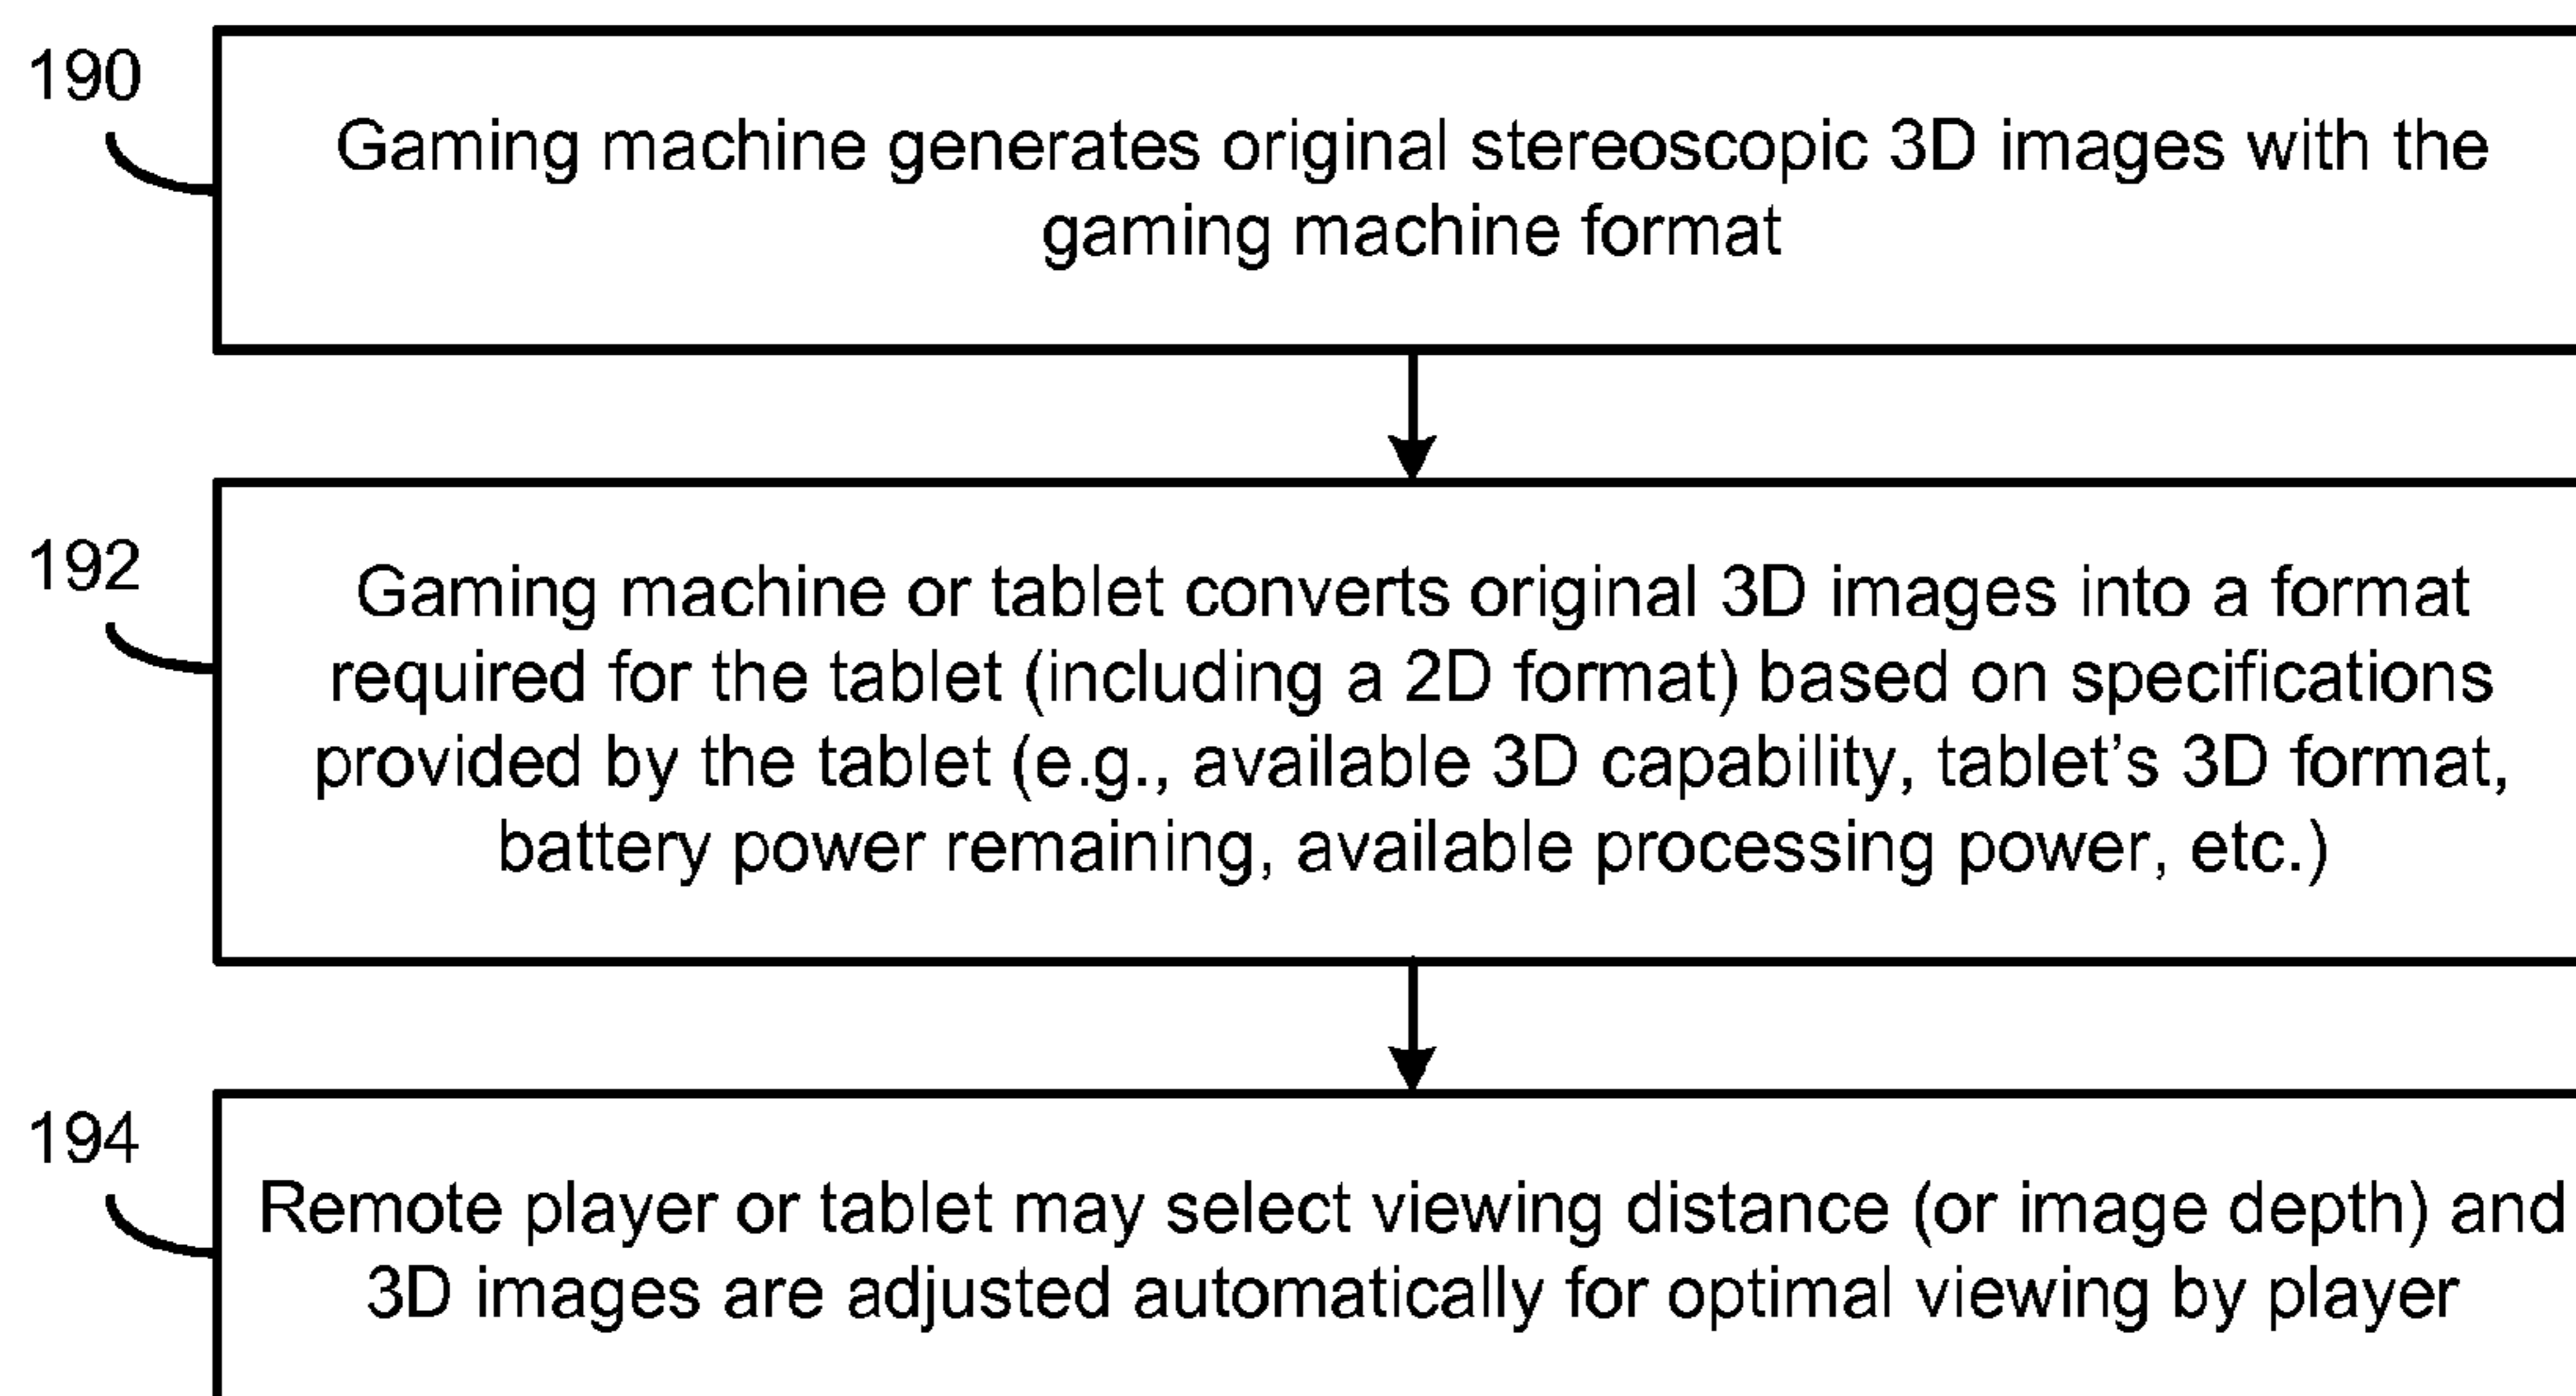 190
Gaming machine generates original stereoscopic 3D images with the
gaming machine format
192
Gaming machine or tablet converts original 3D images into a format
required for the tablet (including a 2D format) based on specifications
provided by the tablet (e.g., available 3D capability, tablet's 3D format,
battery power remaining, available processing power, etc.)
194
Remote player or tablet may select viewing distance (or image depth) and
3D images are adjusted automatically for optimal viewing by player